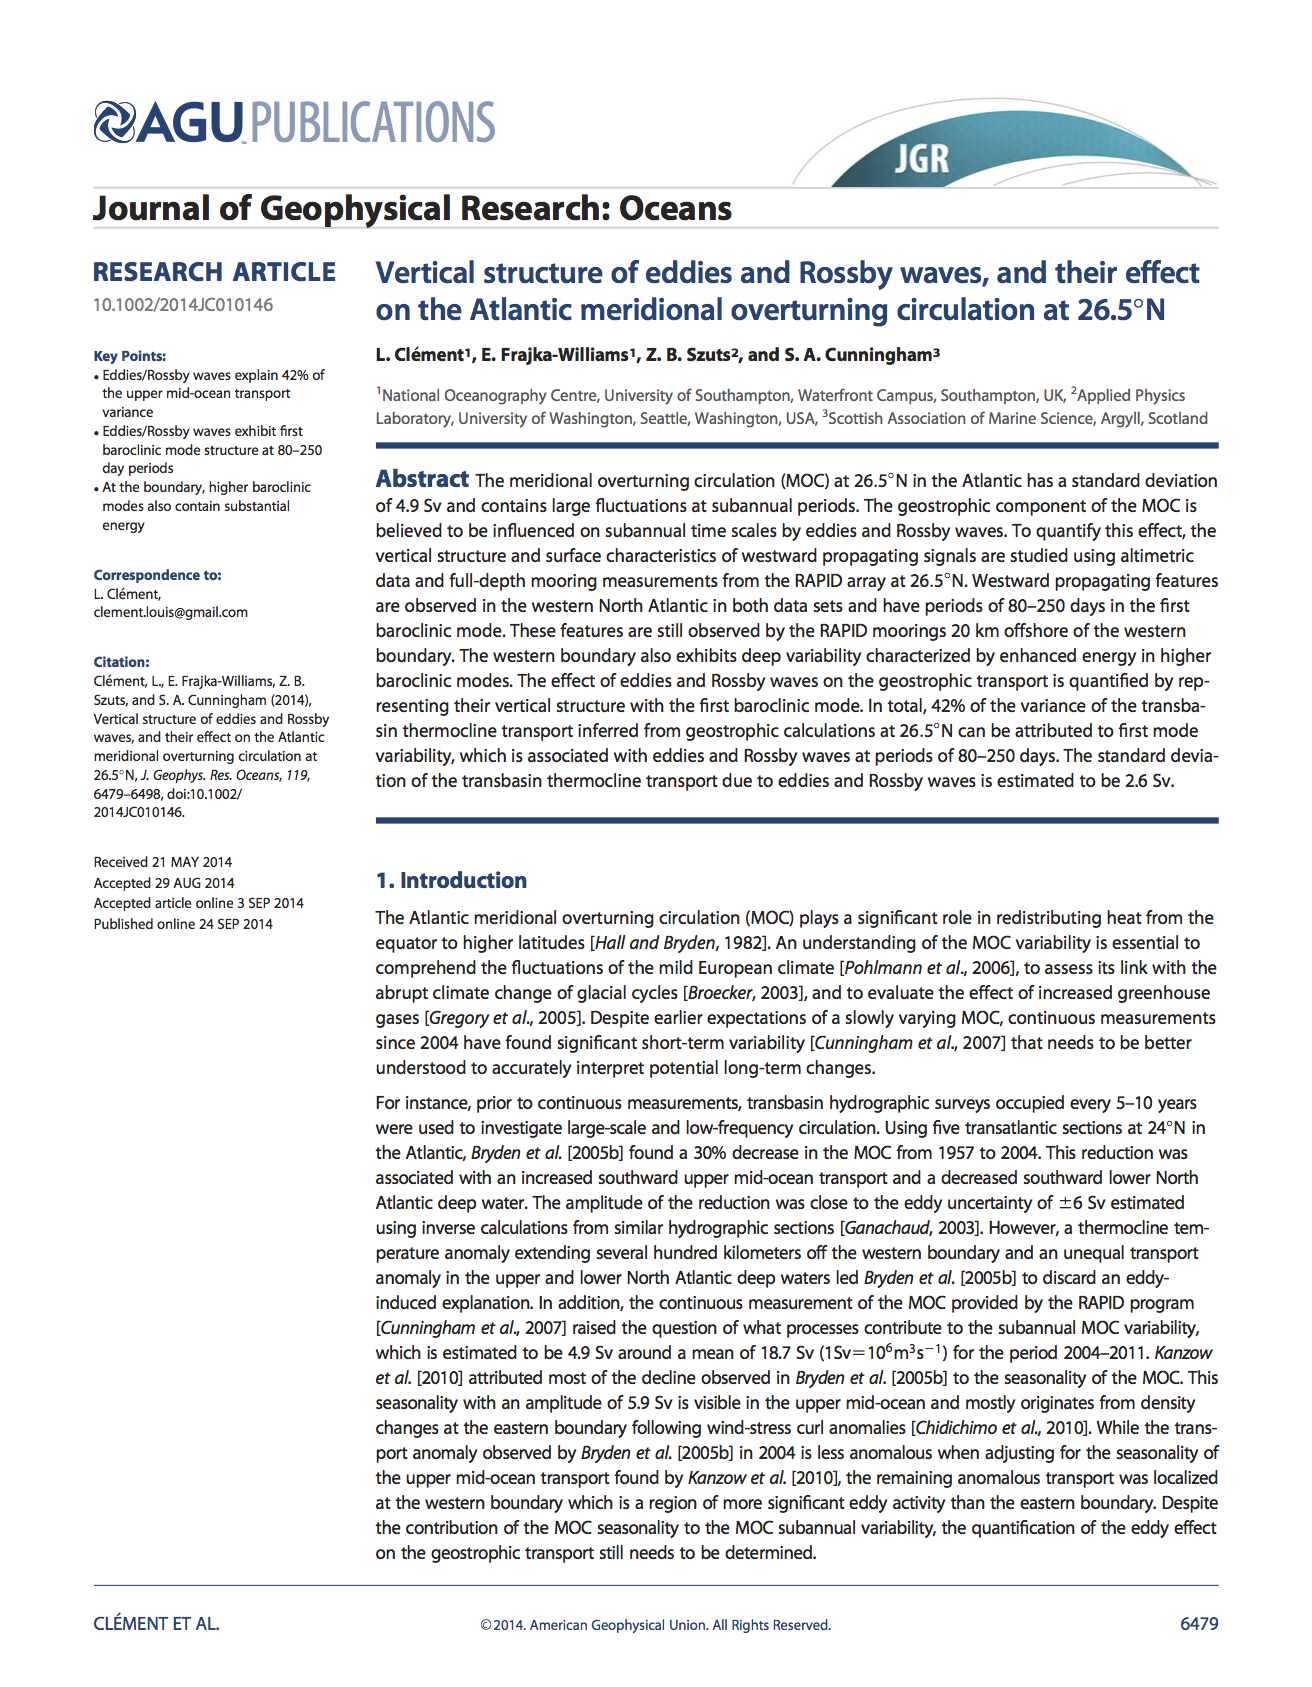 AGU PUBLICATIONS
JGR
Journal of Geophysical Research: Oceans
RESEARCH ARTICLE
10.1002/2014JC010146
Key Points:
• Eddies/Rossby waves explain 42% of
the upper mid-ocean transport
variance
• Eddies/Rossby waves exhibit first
baroclinic mode structure at 80–250
day periods
• At the boundary, higher baroclinic
modes also contain substantial
energy
Correspondence to:
L. Clément,
clement.louis@gmail.com
Citation:
Clément, L., E. Frajka-Williams, Z. B.
Szuts, and S. A. Cunningham (2014),
Vertical structure of eddies and Rossby
waves, and their effect on the Atlantic
meridional overturning circulation at
26.5°N, J. Geophys. Res. Oceans, 119,
6479–6498, doi:10.1002/
2014JC010146.
Received 21 MAY 2014
Accepted 29 AUG 2014
Accepted article online 3 SEP 2014
Published online 24 SEP 2014
Vertical structure of eddies and Rossby waves, and their effect
on the Atlantic meridional overturning circulation at 26.5°N
L. Clément¹, E. Frajka-Williams¹, Z. B. Szuts², and S. A. Cunningham³
¹National Oceanography Centre, University of Southampton, Waterfront Campus, Southampton, UK, ²Applied Physics
Laboratory, University of Washington, Seattle, Washington, USA, ³Scottish Association of Marine Science, Argyll, Scotland
Abstract The meridional overturning circulation (MOC) at 26.5°N in the Atlantic has a standard deviation
of 4.9 Sv and contains large fluctuations at subannual periods. The geostrophic component of the MOC is
believed to be influenced on subannual time scales by eddies and Rossby waves. To quantify this effect, the
vertical structure and surface characteristics of westward propagating signals are studied using altimetric
data and full-depth mooring measurements from the RAPID array at 26.5°N. Westward propagating features
are observed in the western North Atlantic in both data sets and have periods of 80–250 days in the first
baroclinic mode. These features are still observed by the RAPID moorings 20 km offshore of the western
boundary. The western boundary also exhibits deep variability characterized by enhanced energy in higher
baroclinic modes. The effect of eddies and Rossby waves on the geostrophic transport is quantified by rep-
resenting their vertical structure with the first baroclinic mode. In total, 42% of the variance of the transba-
sin thermocline transport inferred from geostrophic calculations at 26.5°N can be attributed to first mode
variability, which is associated with eddies and Rossby waves at periods of 80–250 days. The standard devia-
tion of the transbasin thermocline transport due to eddies and Rossby waves is estimated to be 2.6 Sv.
1. Introduction
The Atlantic meridional overturning circulation (MOC) plays a significant role in redistributing heat from the
equator to higher latitudes [Hall and Bryden, 1982]. An understanding of the MOC variability is essential to
comprehend the fluctuations of the mild European climate [Pohlmann et al., 2006], to assess its link with the
abrupt climate change of glacial cycles [Broecker, 2003], and to evaluate the effect of increased greenhouse
gases [Gregory et al., 2005]. Despite earlier expectations of a slowly varying MOC, continuous measurements
since 2004 have found significant short-term variability [Cunningham et al., 2007] that needs to be better
understood to accurately interpret potential long-term changes.
For instance, prior to continuous measurements, transbasin hydrographic surveys occupied every 5–10 years
were used to investigate large-scale and low-frequency circulation. Using five transatlantic sections at 24°N in
the Atlantic, Bryden et al. [2005b] found a 30% decrease in the MOC from 1957 to 2004. This reduction was
associated with an increased southward upper mid-ocean transport and a decreased southward lower North
Atlantic deep water. The amplitude of the reduction was close to the eddy uncertainty of ±6 Sv estimated
using inverse calculations from similar hydrographic sections [Ganachaud, 2003]. However, a thermocline tem-
perature anomaly extending several hundred kilometers off the western boundary and an unequal transport
anomaly in the upper and lower North Atlantic deep waters led Bryden et al. [2005b] to discard an eddy-
induced explanation. In addition, the continuous measurement of the MOC provided by the RAPID program
[Cunningham et al., 2007] raised the question of what processes contribute to the subannual MOC variability,
which is estimated to be 4.9 Sv around a mean of 18.7 Sv (1Sv=10⁶m³s⁻¹) for the period 2004–2011. Kanzow
et al. [2010] attributed most of the decline observed in Bryden et al. [2005b] to the seasonality of the MOC. This
seasonality with an amplitude of 5.9 Sv is visible in the upper mid-ocean and mostly originates from density
changes at the eastern boundary following wind-stress curl anomalies [Chidichimo et al., 2010]. While the trans-
port anomaly observed by Bryden et al. [2005b] in 2004 is less anomalous when adjusting for the seasonality of
the upper mid-ocean transport found by Kanzow et al. [2010], the remaining anomalous transport was localized
at the western boundary which is a region of more significant eddy activity than the eastern boundary. Despite
the contribution of the MOC seasonality to the MOC subannual variability, the quantification of the eddy effect
on the geostrophic transport still needs to be determined.
CLÉMENT ET AL.
© 2014. American Geophysical Union. All Rights Reserved.
6479